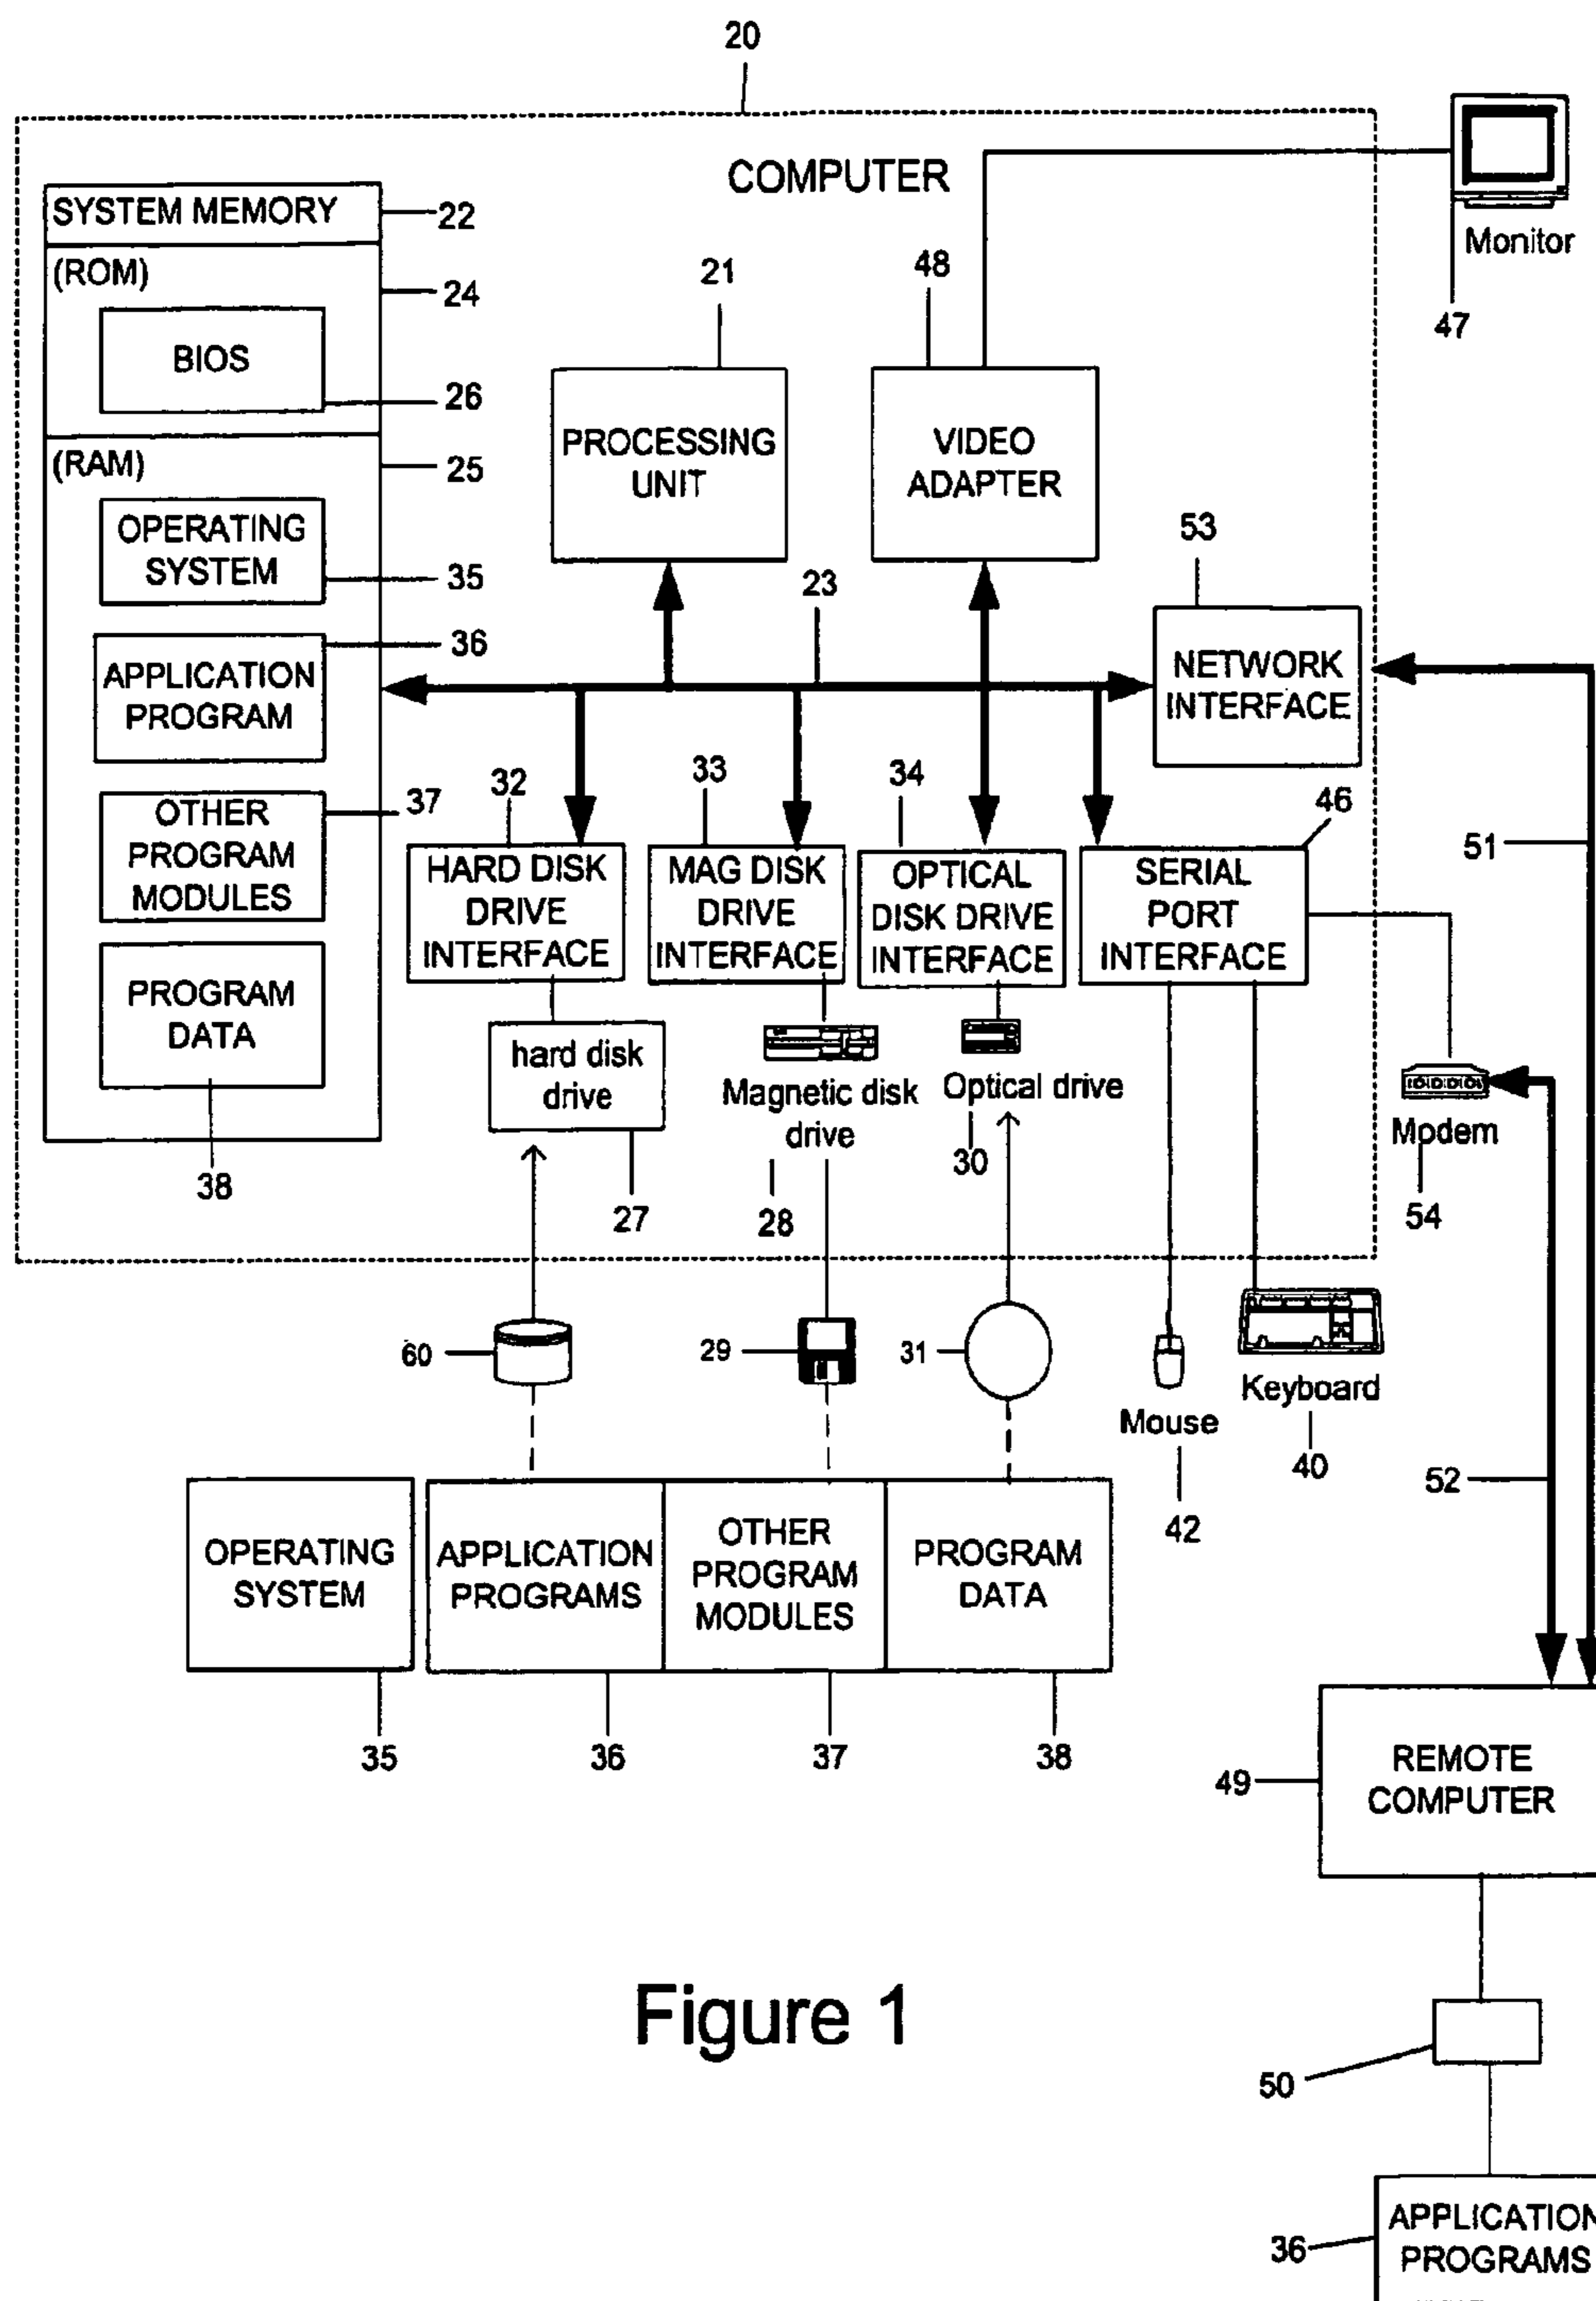 20
COMPUTER
SYSTEM MEMORY
22
(ROM)
24
BIOS
26
(RAM)
25
OPERATING
SYSTEM
35
APPLICATION
PROGRAM
36
OTHER
PROGRAM
MODULES
37
PROGRAM
DATA
38
21
PROCESSING
UNIT
48
VIDEO
ADAPTER
Monitor
47
23
53
NETWORK
INTERFACE
32
HARD DISK
DRIVE
INTERFACE
33
MAG DISK
DRIVE
INTERFACE
34
OPTICAL
DISK DRIVE
INTERFACE
46
SERIAL
PORT
INTERFACE
51
hard disk
drive
27
Magnetic disk
drive
28
Optical drive
30
Modem
54
60
29
31
Mouse
42
Keyboard
40
52
OPERATING
SYSTEM
35
APPLICATION
PROGRAMS
36
OTHER
PROGRAM
MODULES
37
PROGRAM
DATA
38
49
REMOTE
COMPUTER
Figure 1
50
36
APPLICATION
PROGRAMS